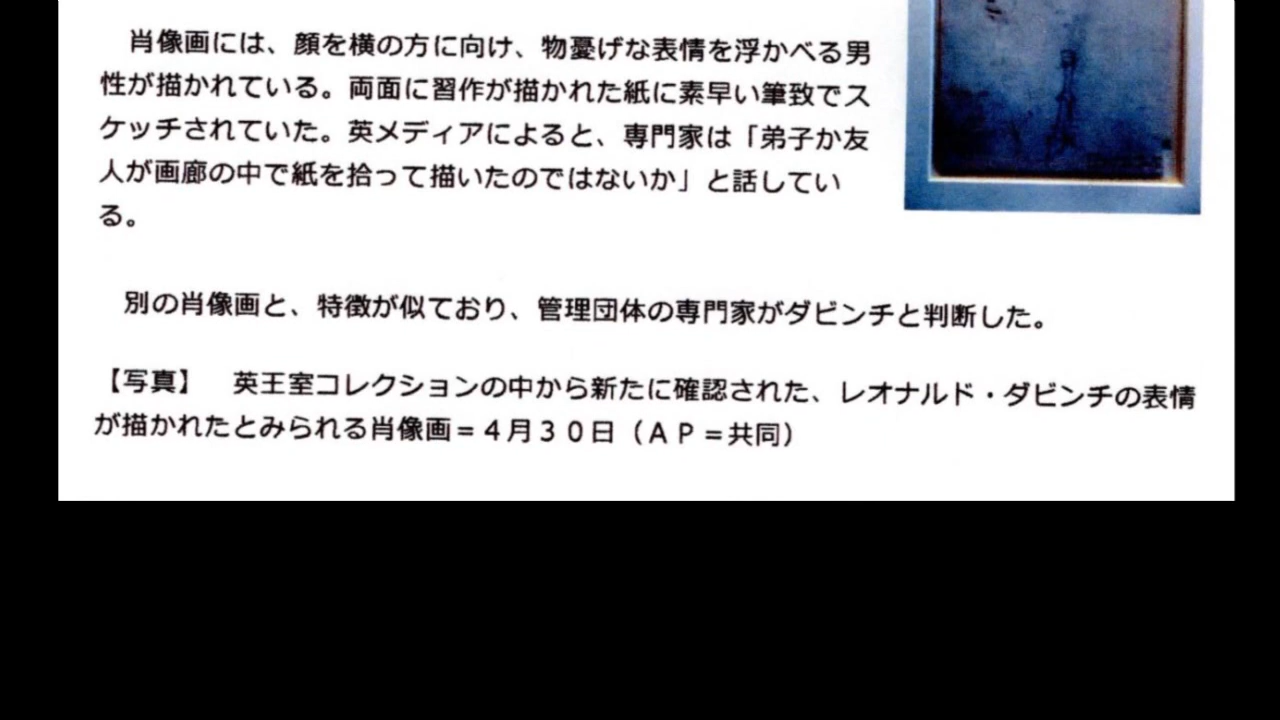 肖像画には、顔を横の方に向け、物憂げな表情を浮かべる男
性が描かれている。両面に習作が描かれた紙に素早い筆致でス
ケッチされていた。英メディアによると、専門家は「弟子か友
人が画廊の中で紙を拾って描いたのではないか」と話してい
る。
別の肖像画と、特徴が似ており、管理団体の専門家がダビンチと判断した。
【写真】　英王室コレクションの中から新たに確認された、レオナルド・ダビンチの表情
が描かれたとみられる肖像画＝４月３０日（ＡＰ＝共同）